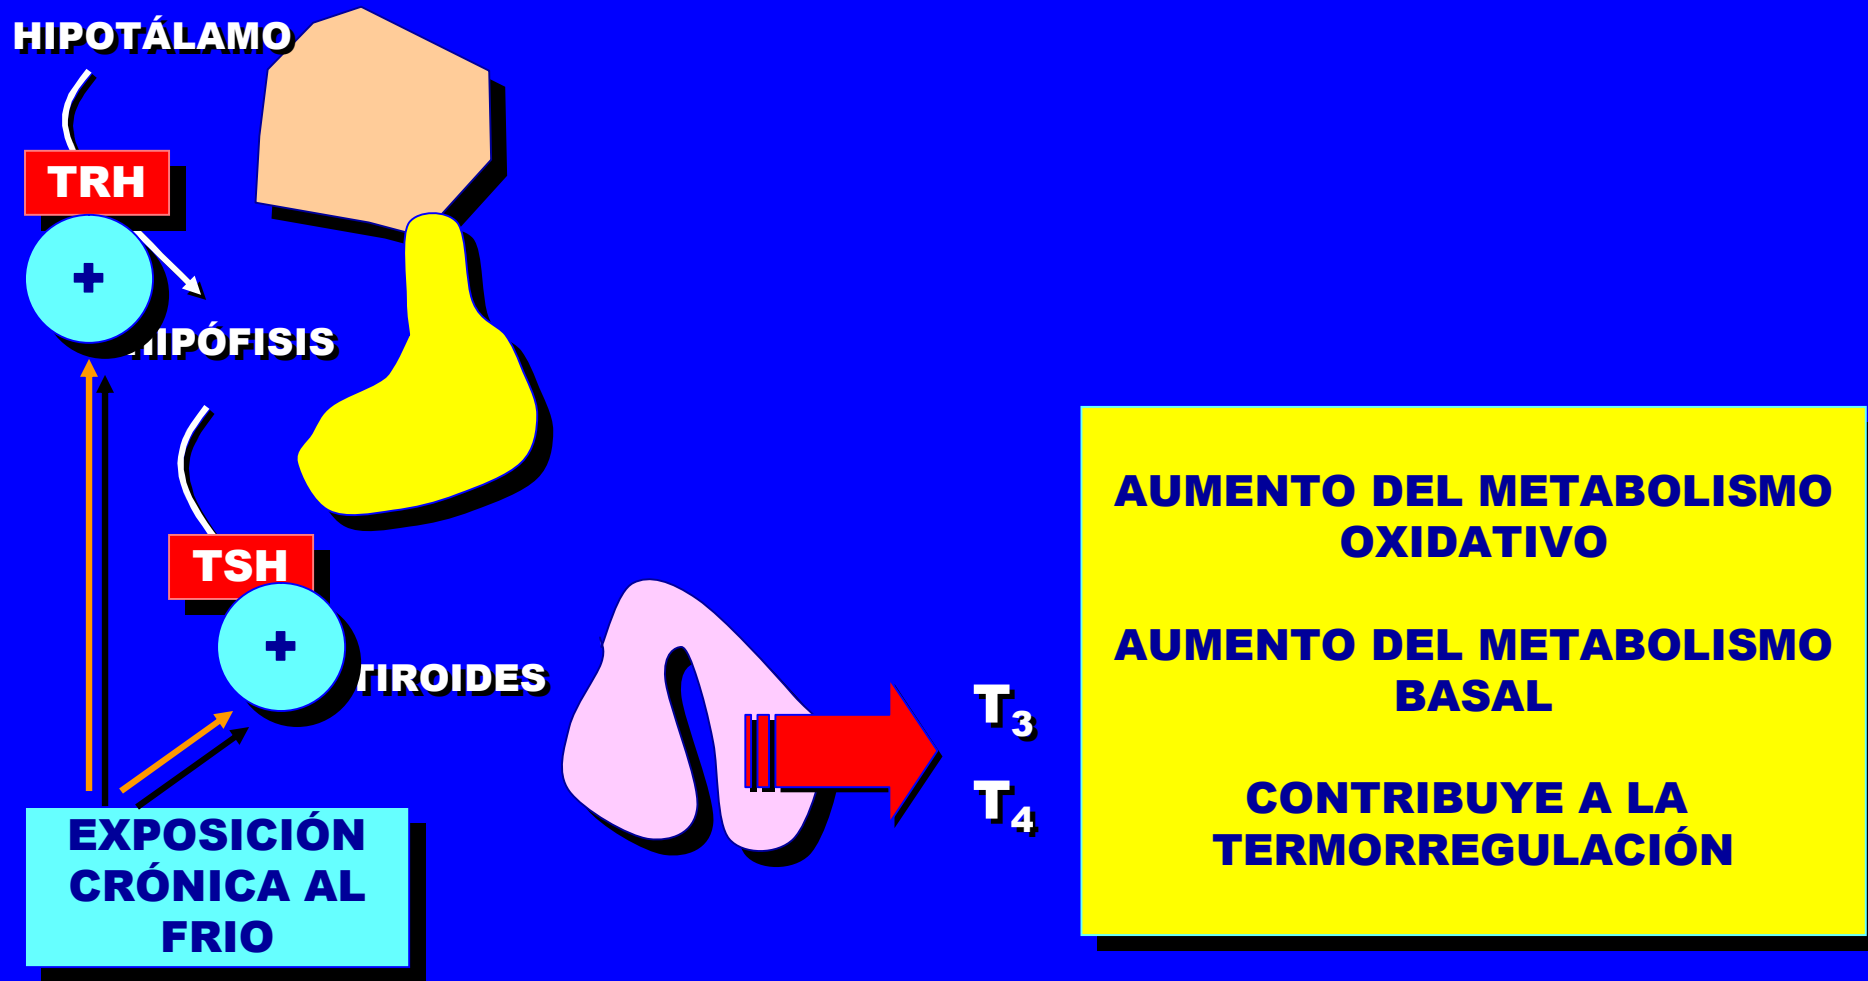 HIPOTÁLAMO
TRH
+
HIPÓFISIS
TSH
+
TIROIDES
EXPOSICIÓN
CRÓNICA AL
FRIO
T3
T4
AUMENTO DEL METABOLISMO
OXIDATIVO
AUMENTO DEL METABOLISMO
BASAL
CONTRIBUYE A LA
TERMORREGULACIÓN